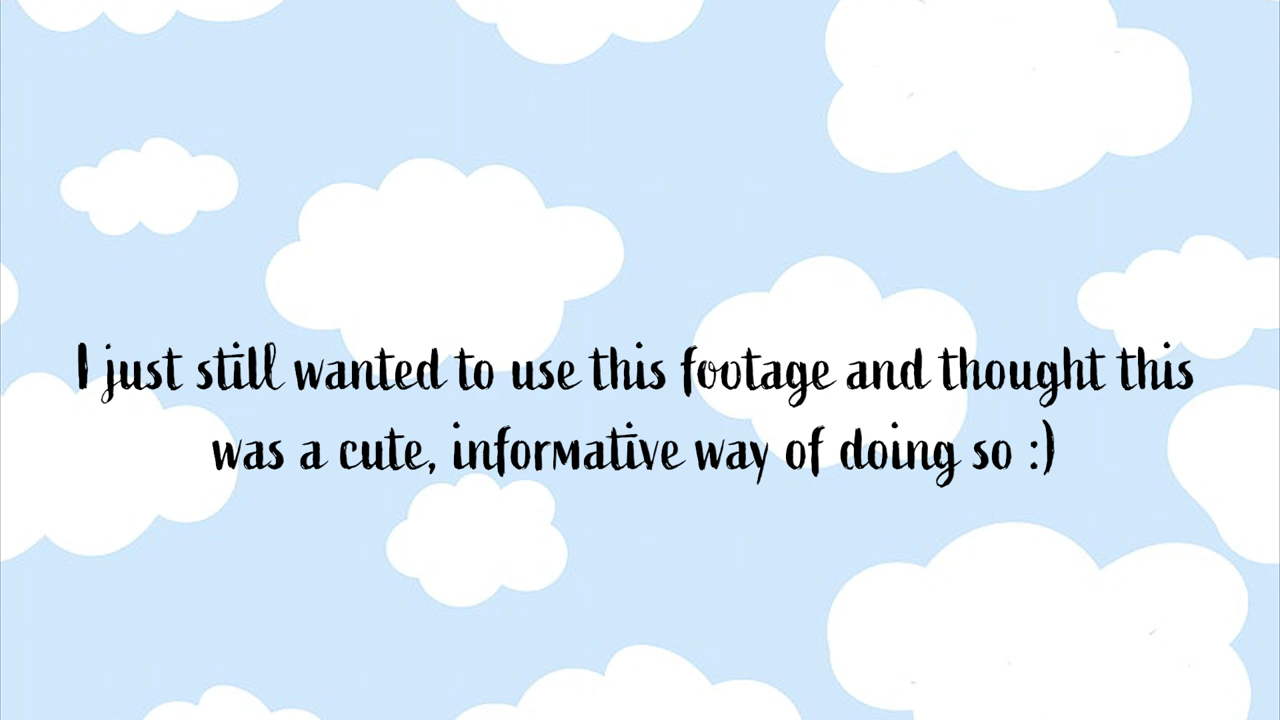 I just still wanted to use this footage and thought this
was a cute, informative way of doing so :)